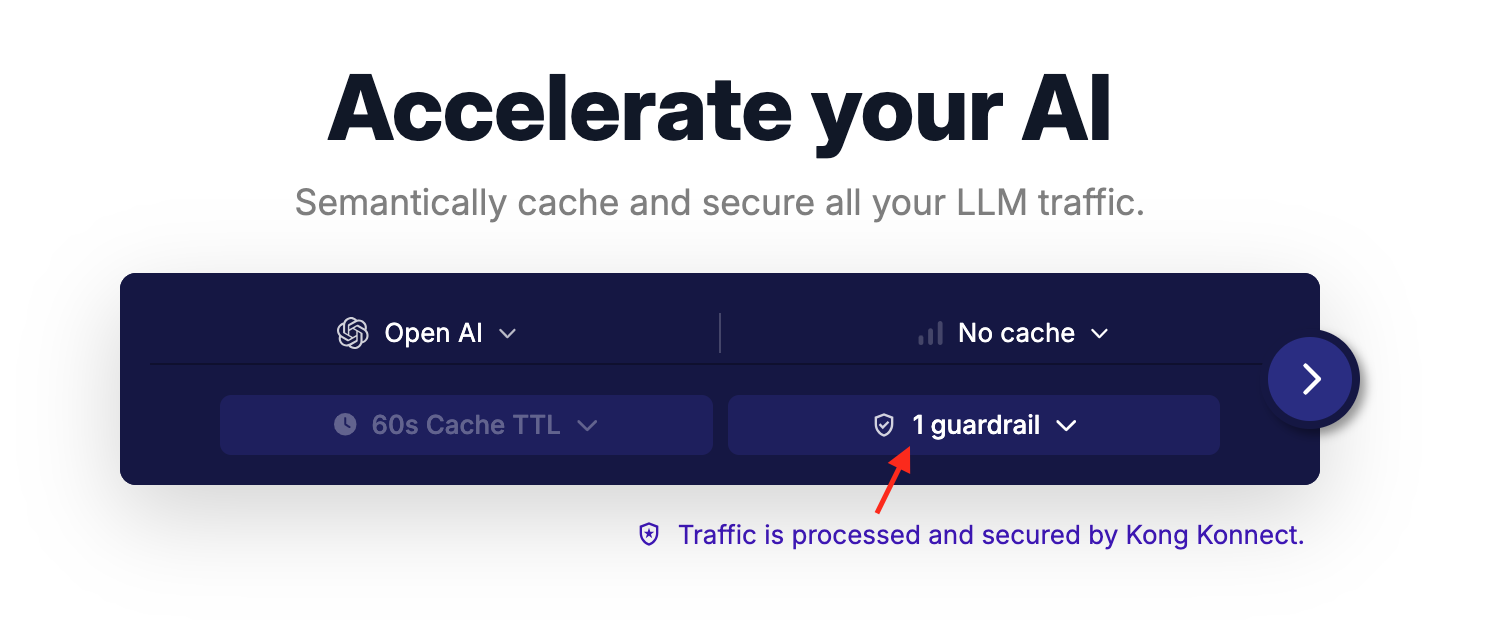 Accelerate your AI
Semantically cache and secure all your LLM traffic.
Open AI
No cache
60s Cache TTL
1 guardrail
Traffic is processed and secured by Kong Konnect.